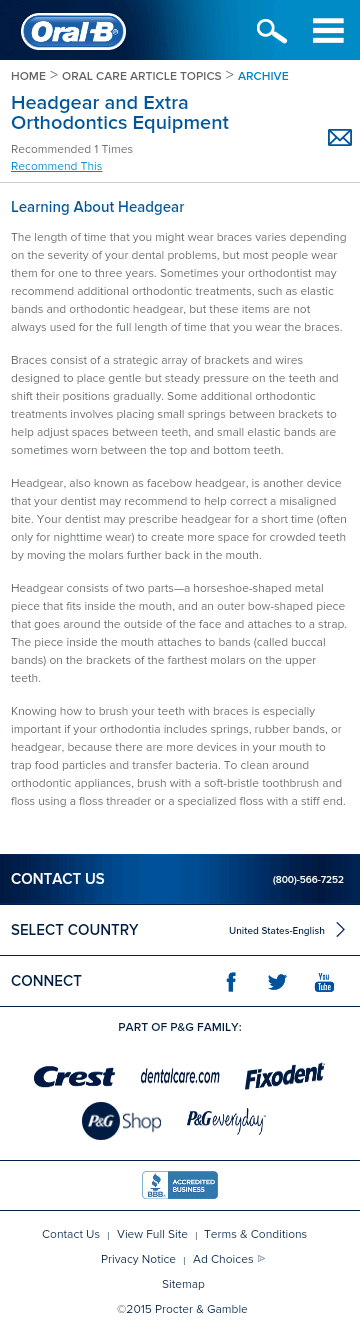 Oral-B
HOME > ORAL CARE ARTICLE TOPICS > ARCHIVE
Headgear and Extra
Orthodontics Equipment
Recommended 1 Times
Recommend This
Learning About Headgear
The length of time that you might wear braces varies depending
on the severity of your dental problems, but most people wear
them for one to three years. Sometimes your orthodontist may
recommend additional orthodontic treatments, such as elastic
bands and orthodontic headgear, but these items are not
always used for the full length of time that you wear the braces.
Braces consist of a strategic array of brackets and wires
designed to place gentle but steady pressure on the teeth and
shift their positions gradually. Some additional orthodontic
treatments involves placing small springs between brackets to
help adjust spaces between teeth, and small elastic bands are
sometimes worn between the top and bottom teeth.
Headgear, also known as facebow headgear, is another device
that your dentist may recommend to help correct a misaligned
bite. Your dentist may prescribe headgear for a short time (often
only for nighttime wear) to create more space for crowded teeth
by moving the molars further back in the mouth.
Headgear consists of two parts—a horseshoe-shaped metal
piece that fits inside the mouth, and an outer bow-shaped piece
that goes around the outside of the face and attaches to a strap.
The piece inside the mouth attaches to bands (called buccal
bands) on the brackets of the farthest molars on the upper
teeth.
Knowing how to brush your teeth with braces is especially
important if your orthodontia includes springs, rubber bands, or
headgear, because there are more devices in your mouth to
trap food particles and transfer bacteria. To clean around
orthodontic appliances, brush with a soft-bristle toothbrush and
floss using a floss threader or a specialized floss with a stiff end.
CONTACT US (800)-566-7252
SELECT COUNTRY United States-English
CONNECT You Tube
PART OF P&G FAMILY:
Crest dentalcare.com Fixodent
P&G Shop P&G everyday
BBB. ACCREDITED BUSINESS
Contact Us | View Full Site | Terms & Conditions
Privacy Notice | Ad Choices
Sitemap
©2015 Procter & Gamble